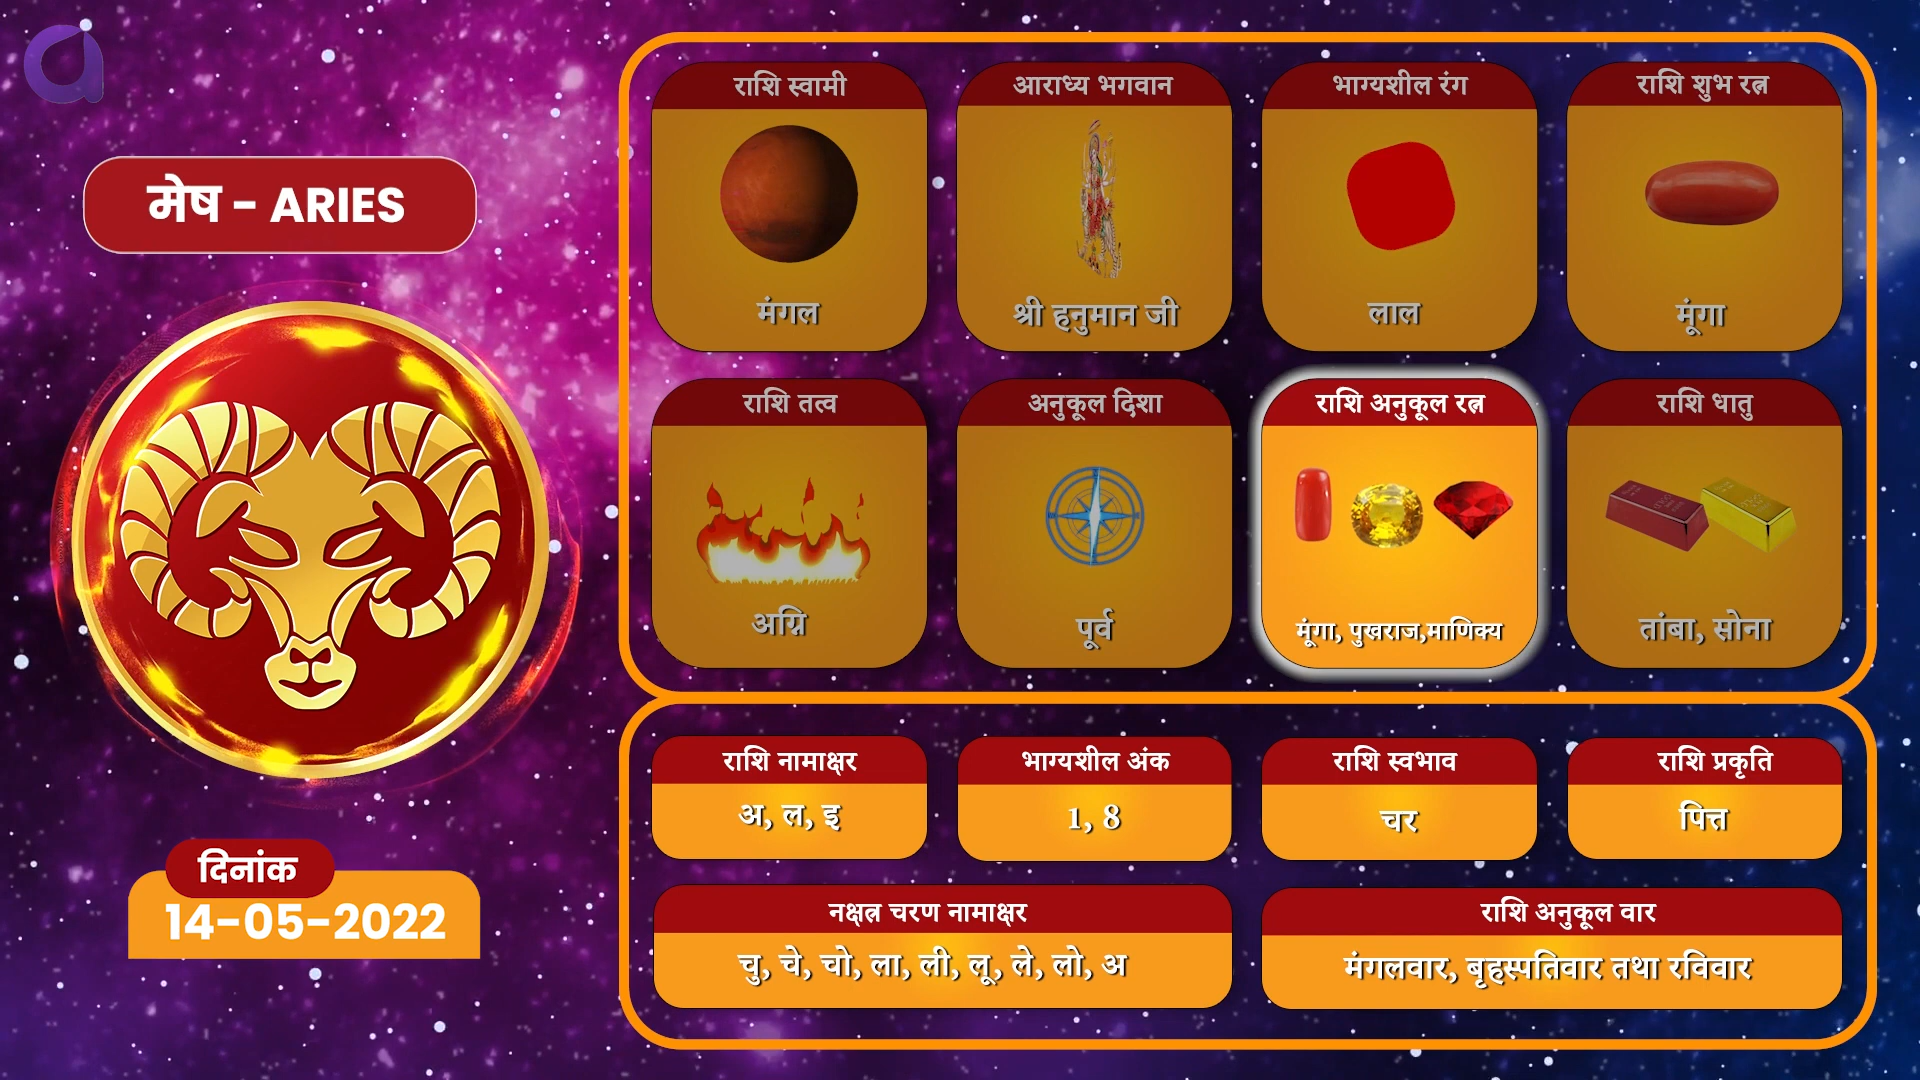 मेष - ARIES
दिनांक
14-05-2022
राशि स्वामी
मंगल
आराध्य भगवान
श्री हनुमान जी
भाग्यशील रंग
लाल
राशि शुभ रत्न
मूंगा
राशि तत्व
अग्नि
अनुकूल दिशा
पूर्व
राशि अनुकूल रत्न
मूंगा, पुखराज,माणिक्य
राशि धातु
तांबा, सोना
राशि नामाक्षर
अ, ल, इ
भाग्यशील अंक
1, 8
राशि स्वभाव
चर
राशि प्रकृति
पित्त
नक्षत्र चरण नामाक्षर
चु, चे, चो, ला, ली, लू, ले, लो, अ
राशि अनुकूल वार
मंगलवार, बृहस्पतिवार तथा रविवार